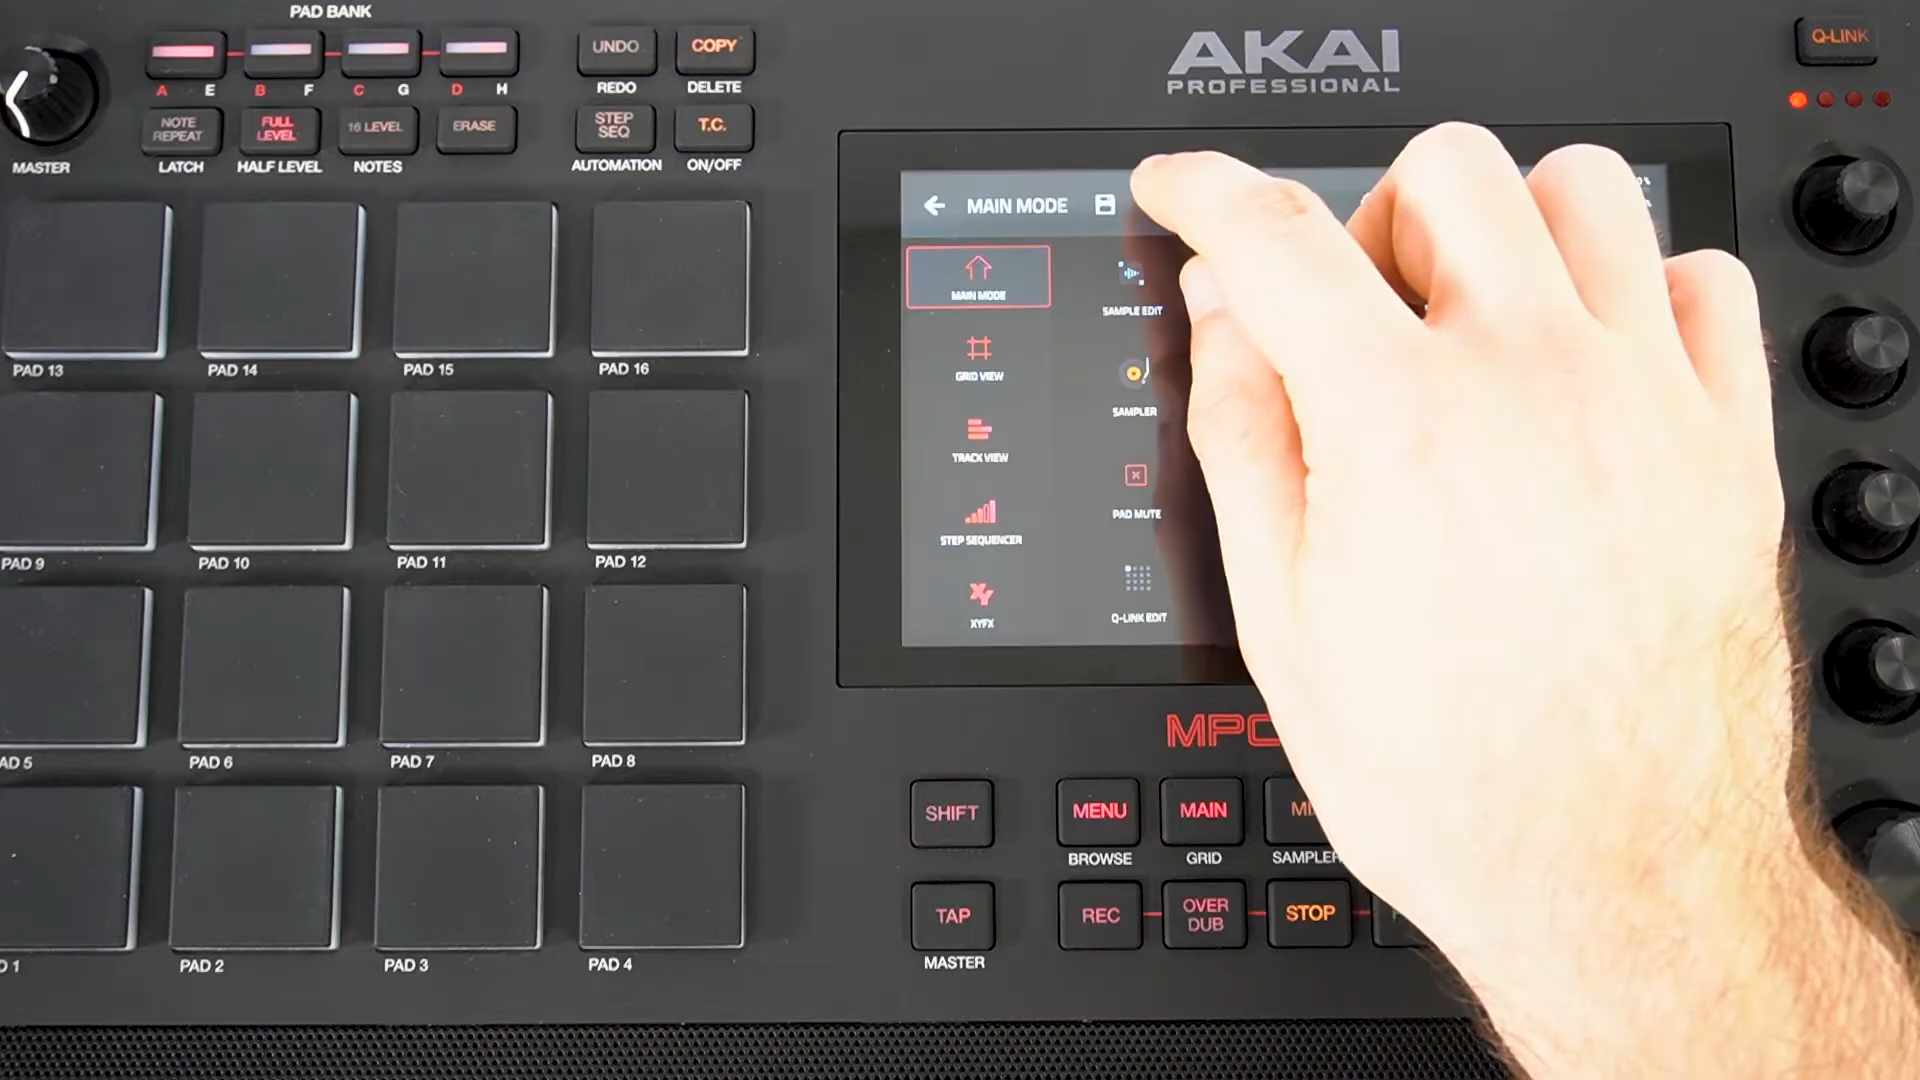 PAD BANK
A E B F C G D H
UNDO COPY
REDO DELETE
NOTE REPEAT FULL LEVEL 16 LEVEL ERASE
STEP SEQ T.C.
MASTER LATCH HALF LEVEL NOTES
AUTOMATION ON/OFF
AKAI
PROFESSIONAL
Q-LINK
MAIN MODE
MAIN MODE
SAMPLE EDIT
GRID VIEW
SAMPLER
TRACK VIEW
PAD MUTE
STEP SEQUENCER
Q-LINK EDIT
XY
XYFX
PAD 13 PAD 14 PAD 15 PAD 16
PAD 9 PAD 10 PAD 11 PAD 12
AD 5 PAD 6 PAD 7 PAD 8
D 1 PAD 2 PAD 3 PAD 4
MPC
SHIFT MENU MAIN
BROWSE GRID SAMPLER
TAP REC OVER DUB STOP
MASTER